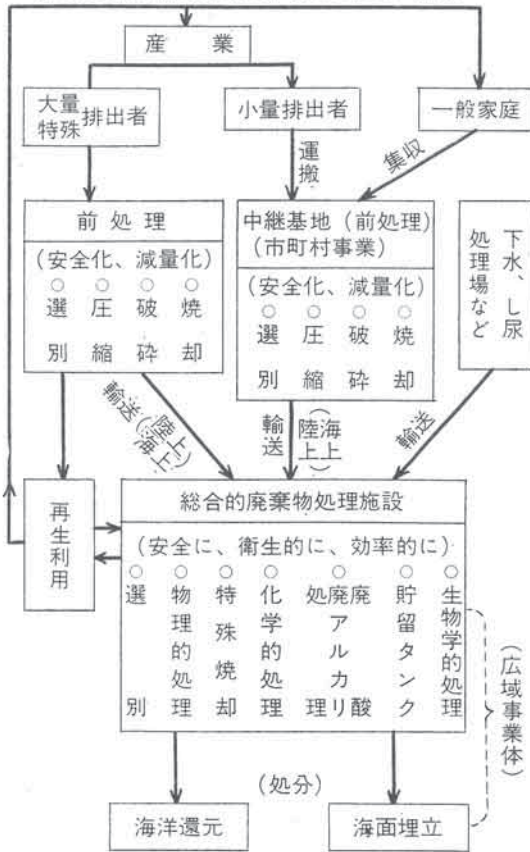 産業
大量
特殊
排出者
小量排出者
一般家庭
運搬
集収
前処理
(安全化、減量化)
○選別
○圧縮
○破砕
○焼却
中継基地(前処理)
(市町村事業)
(安全化、減量化)
○選別
○圧縮
○破砕
○焼却
下水、し尿
処理場など
輸送(陸上海上)
輸送(陸上海上)
輸送
再生利用
総合的廃棄物処理施設
(安全に、衛生的に、効率的に)
○選別
○物理的処理
○特殊焼却
○化学的処理
○廃酸
廃アルカリ
処理
○貯留タンク
○生物学的処理
(広域事業体)
(処分)
海洋還元
海面埋立